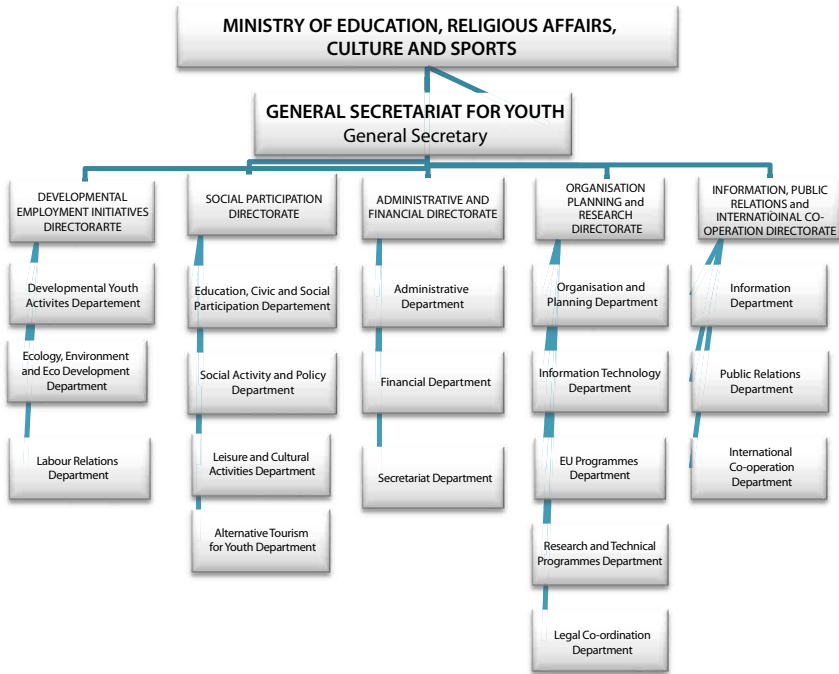 MINISTRY OF EDUCATION, RELIGIOUS AFFAIRS,
CULTURE AND SPORTS
GENERAL SECRETARIAT FOR YOUTH
General Secretary
DEVELOPMENTAL
EMPLOYMENT INITIATIVES
DIRECTORARTE
Developmental Youth
Activites Departement
Ecology, Environment
and Eco Development
Department
Labour Relations
Department
SOCIAL PARTICIPATION
DIRECTORATE
Education, Civic and Social
Participation Departement
Social Activity and Policy
Department
Leisure and Cultural
Activities Department
Alternative Tourism
for Youth Department
ADMINISTRATIVE AND
FINANCIAL DIRECTORATE
Administrative
Department
Financial Department
Secretariat Department
ORGANISATION
PLANNING and
RESEARCH
DIRECTORATE
Organisation and
Planning Department
Information Technology
Department
EU Programmes
Department
Research and Technical
Programmes Department
Legal Co-ordination
Department
INFORMATION, PUBLIC
RELATIONS and
INTERNATIONAL CO-
OPERATION DIRECTORATE
Information
Department
Public Relations
Department
International
Co-operation
Department